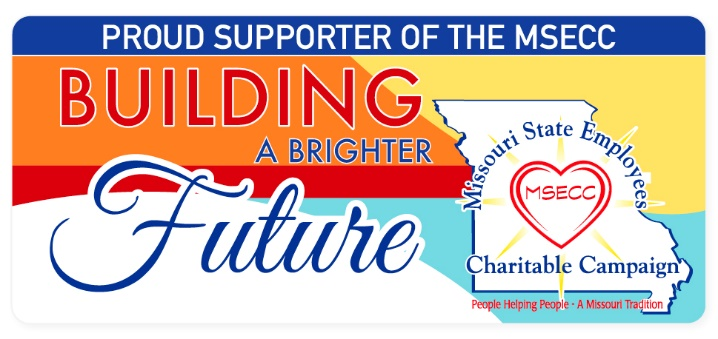 PROUD SUPPORTER OF THE MSECC
BUILDING
A BRIGHTER
Future
Missouri State Employees
MSECC
Charitable Campaign
People Helping People - A Missouri Tradition